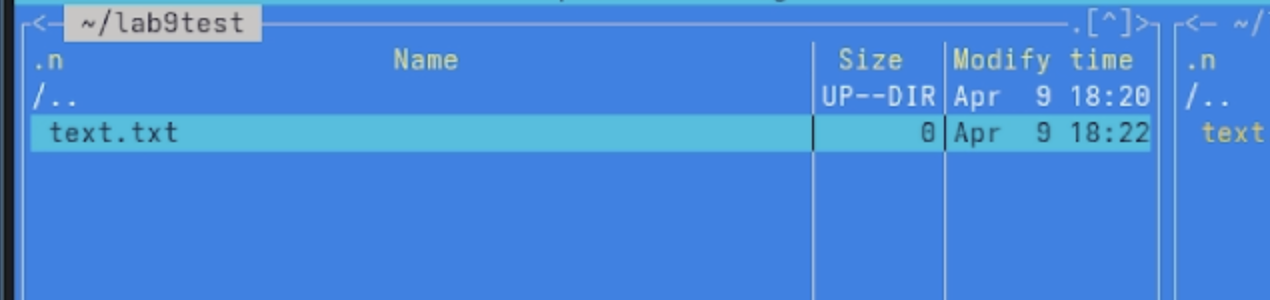 <— ~/lab9test .[^]> <— ~/
.n Name Size Modify time .n
/.. UP--DIR Apr 9 18:20 /..
text.txt 0 Apr 9 18:22 text